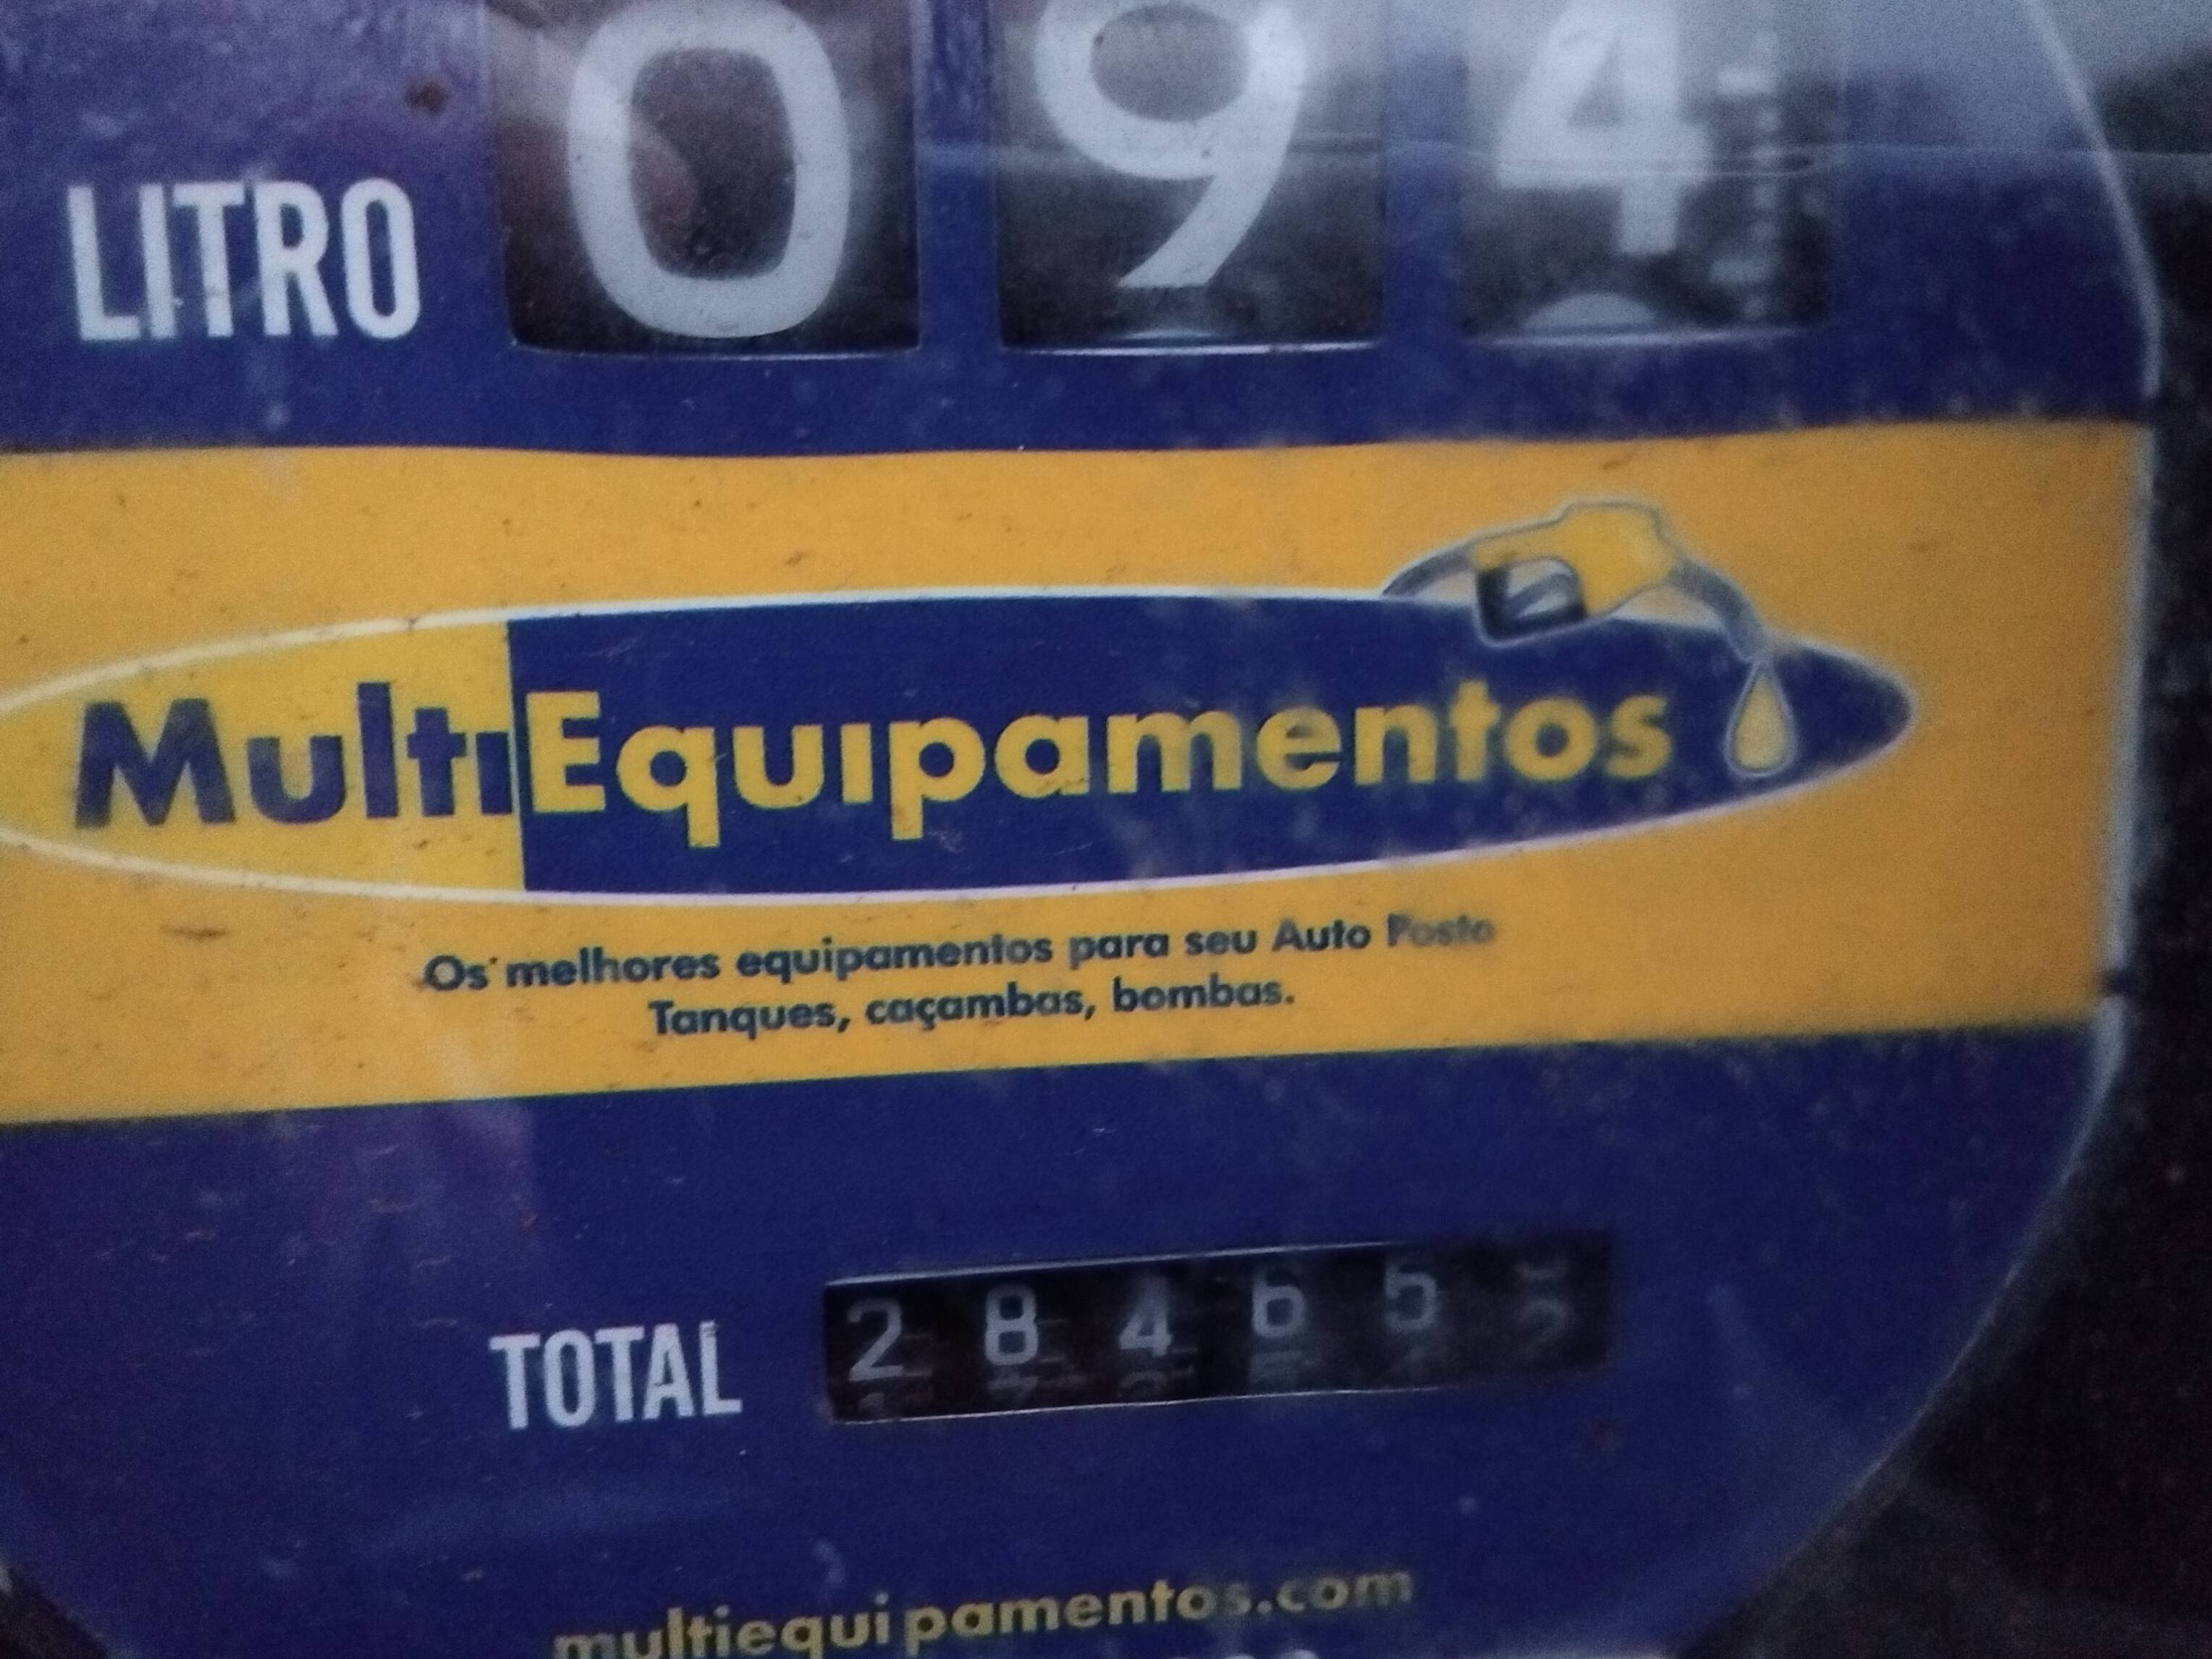 LITRO 0 9 4
MultiEquipamentos
Os melhores equipamentos para seu Auto Posto
Tanques, caçambas, bombas.
TOTAL 2 8 4 6 5
multiequipamentos.com